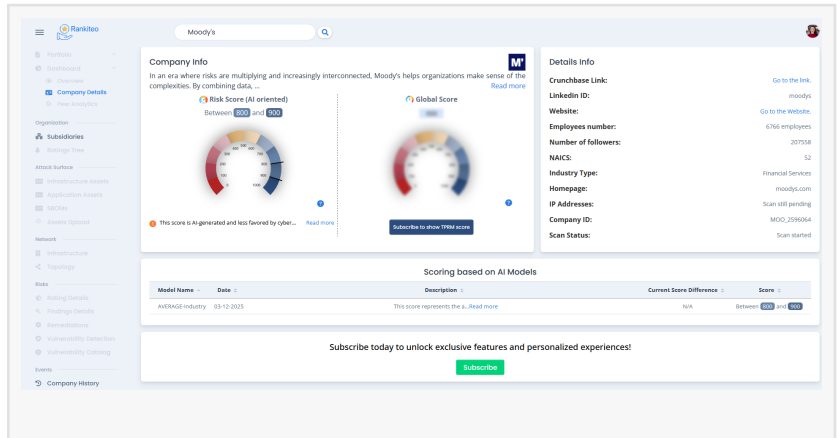 Rankiteo
Moody's
Portfolio
Dashboard
Overview
Company Details
Peer Analytics
Organisation
Subsidiaries
Ratings Tree
Attack Surface
Infrastructure Assets
Application Assets
SBOMs
Assets Upload
Network
Infrastructure
Topology
Risks
Rating Details
Findings Details
Remediations
Vulnerability Detection
Vulnerability Catalog
Events
Company History
Company Info
In an era where risks are multiplying and increasingly interconnected, Moody's helps organizations make sense of the
complexities. By combining data, ... Read more
Risk Score (AI oriented)
Between 800 and 900
Global Score
This score is AI-generated and less favored by cyber... Read more
Subscribe to show TPRM score
Details Info
Crunchbase Link: Go to the link.
Linkedin ID: moodys
Website: Go to the Website.
Employees number: 6766 employees
Number of followers: 207558
NAICS: 52
Industry Type: Financial Services
Homepage: moodys.com
IP Addresses: Scan still pending
Company ID: MOO_2596064
Scan Status: Scan started
Scoring based on AI Models
Model Name Date Description Current Score Difference Score
AVERAGE-Industry 03-12-2025 This score represents the a...Read more N/A Between 800 and 900
Subscribe today to unlock exclusive features and personalized experiences!
Subscribe